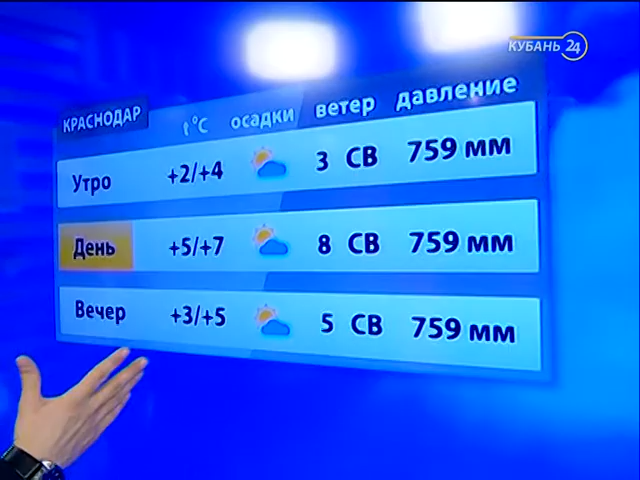 КУБАНЬ 24
КРАСНОДАР t °C осадки ветер давление
Утро +2/+4 3 СВ 759 мм
День +5/+7 8 СВ 759 мм
Вечер +3/+5 5 СВ 759 мм